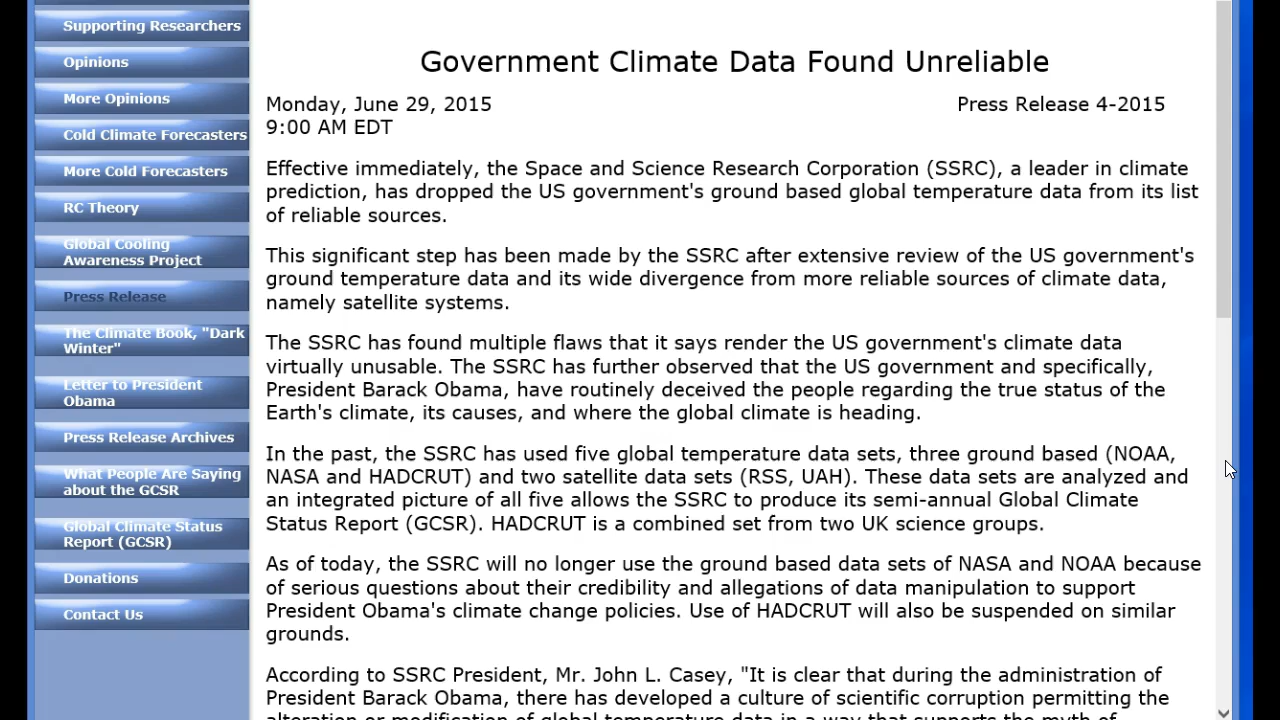 Supporting Researchers
Opinions
More Opinions
Cold Climate Forecasters
More Cold Forecasters
RC Theory
Global Cooling
Awareness Project
Press Release
The Climate Book, "Dark
Winter"
Letter to President
Obama
Press Release Archives
What People Are Saying
about the GCSR
Global Climate Status
Report (GCSR)
Donations
Contact Us
Government Climate Data Found Unreliable
Monday, June 29, 2015 Press Release 4-2015
9:00 AM EDT
Effective immediately, the Space and Science Research Corporation (SSRC), a leader in climate
prediction, has dropped the US government's ground based global temperature data from its list
of reliable sources.
This significant step has been made by the SSRC after extensive review of the US government's
ground temperature data and its wide divergence from more reliable sources of climate data,
namely satellite systems.
The SSRC has found multiple flaws that it says render the US government's climate data
virtually unusable. The SSRC has further observed that the US government and specifically,
President Barack Obama, have routinely deceived the people regarding the true status of the
Earth's climate, its causes, and where the global climate is heading.
In the past, the SSRC has used five global temperature data sets, three ground based (NOAA,
NASA and HADCRUT) and two satellite data sets (RSS, UAH). These data sets are analyzed and
an integrated picture of all five allows the SSRC to produce its semi-annual Global Climate
Status Report (GCSR). HADCRUT is a combined set from two UK science groups.
As of today, the SSRC will no longer use the ground based data sets of NASA and NOAA because
of serious questions about their credibility and allegations of data manipulation to support
President Obama's climate change policies. Use of HADCRUT will also be suspended on similar
grounds.
According to SSRC President, Mr. John L. Casey, "It is clear that during the administration of
President Barack Obama, there has developed a culture of scientific corruption permitting the
alteration or modification of global temperature data in a way that supports the myth of